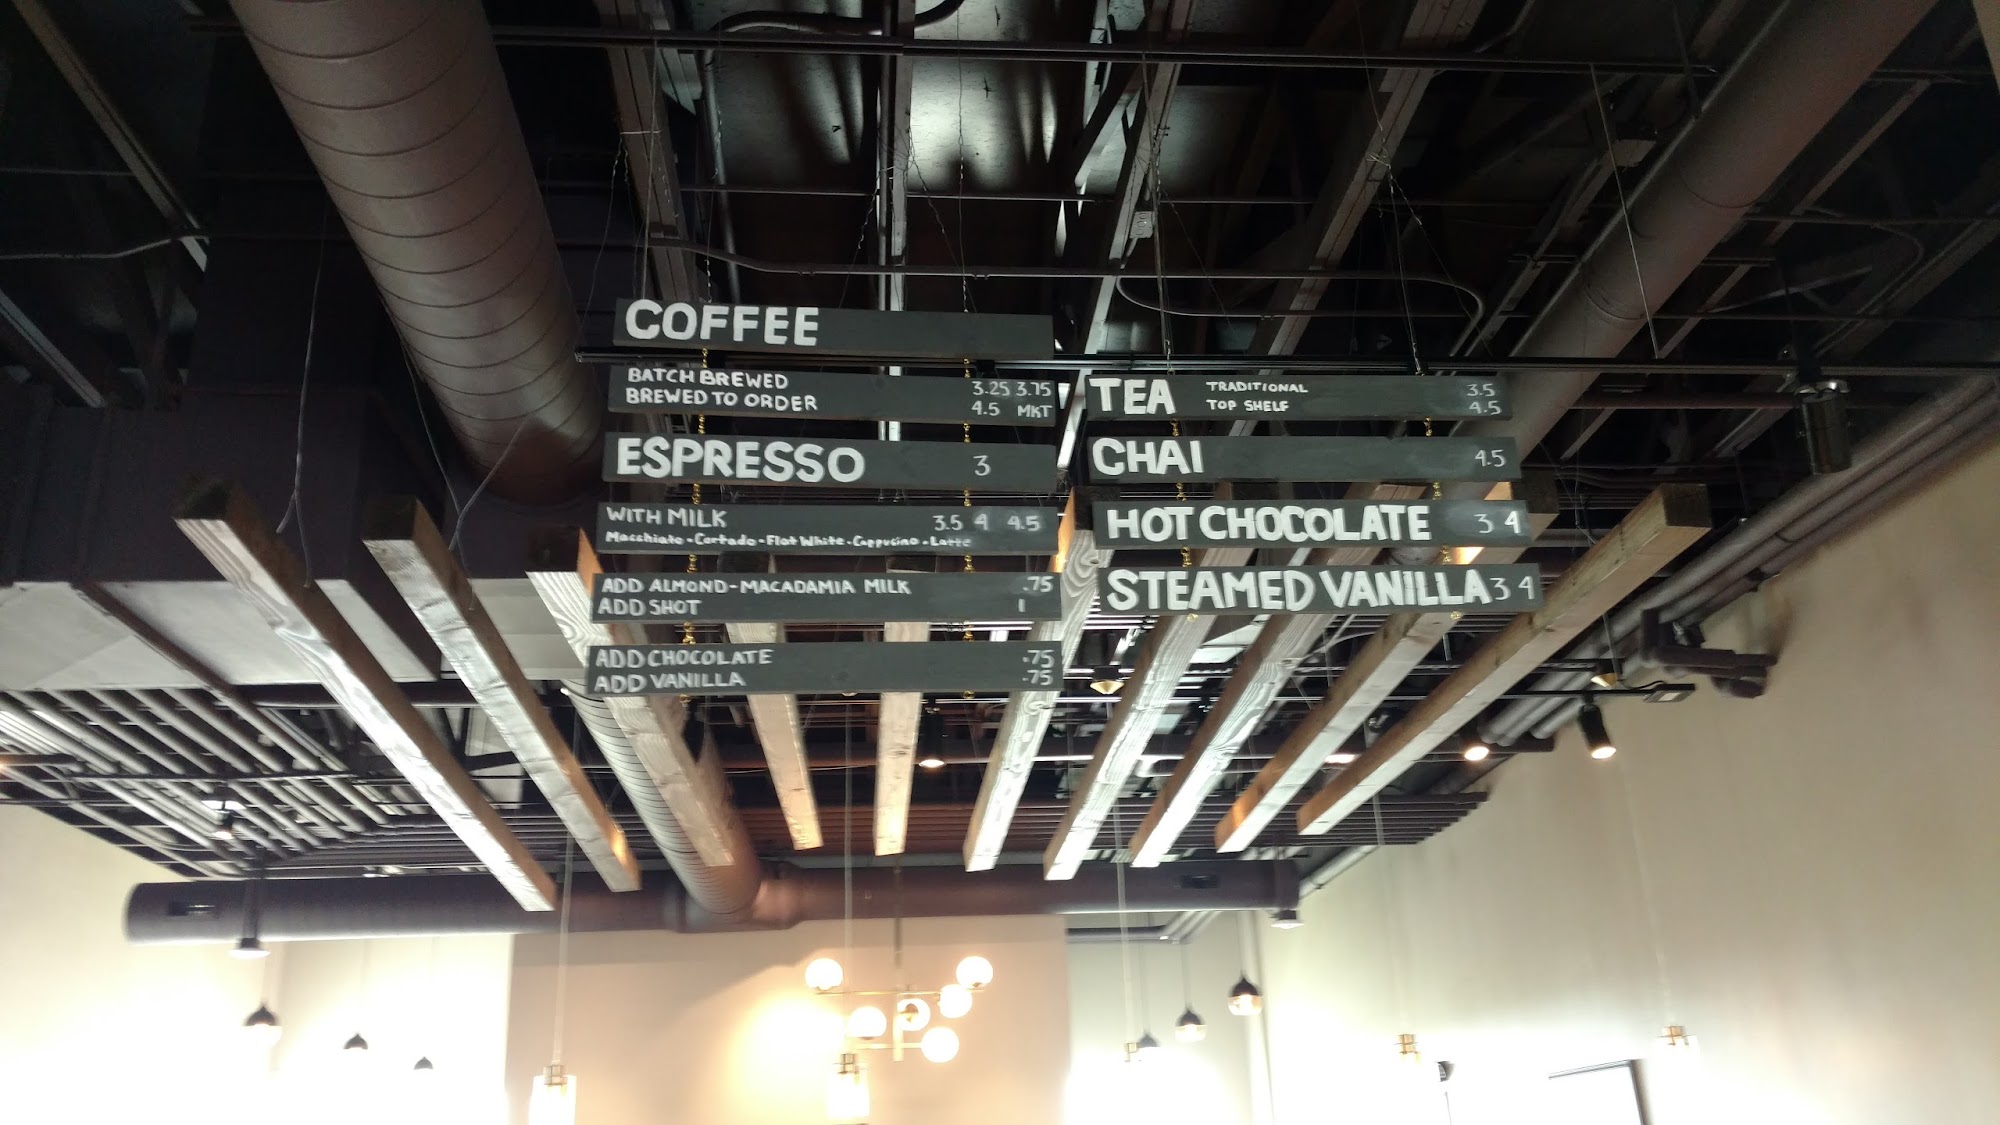 COFFEE
BATCH BREWED 3.25 3.75
BREWED TO ORDER 4.5 MKT
ESPRESSO 3
WITH MILK 3.5 4 4.5
Macchiato - Cortado - Flat White - Cappucino - Latte
ADD ALMOND-MACADAMIA MILK .75
ADD SHOT 1
ADD CHOCOLATE .75
ADD VANILLA .75
TEA TRADITIONAL 3.5
TOP SHELF 4.5
CHAI 4.5
HOT CHOCOLATE 3 4
STEAMED VANILLA 3 4